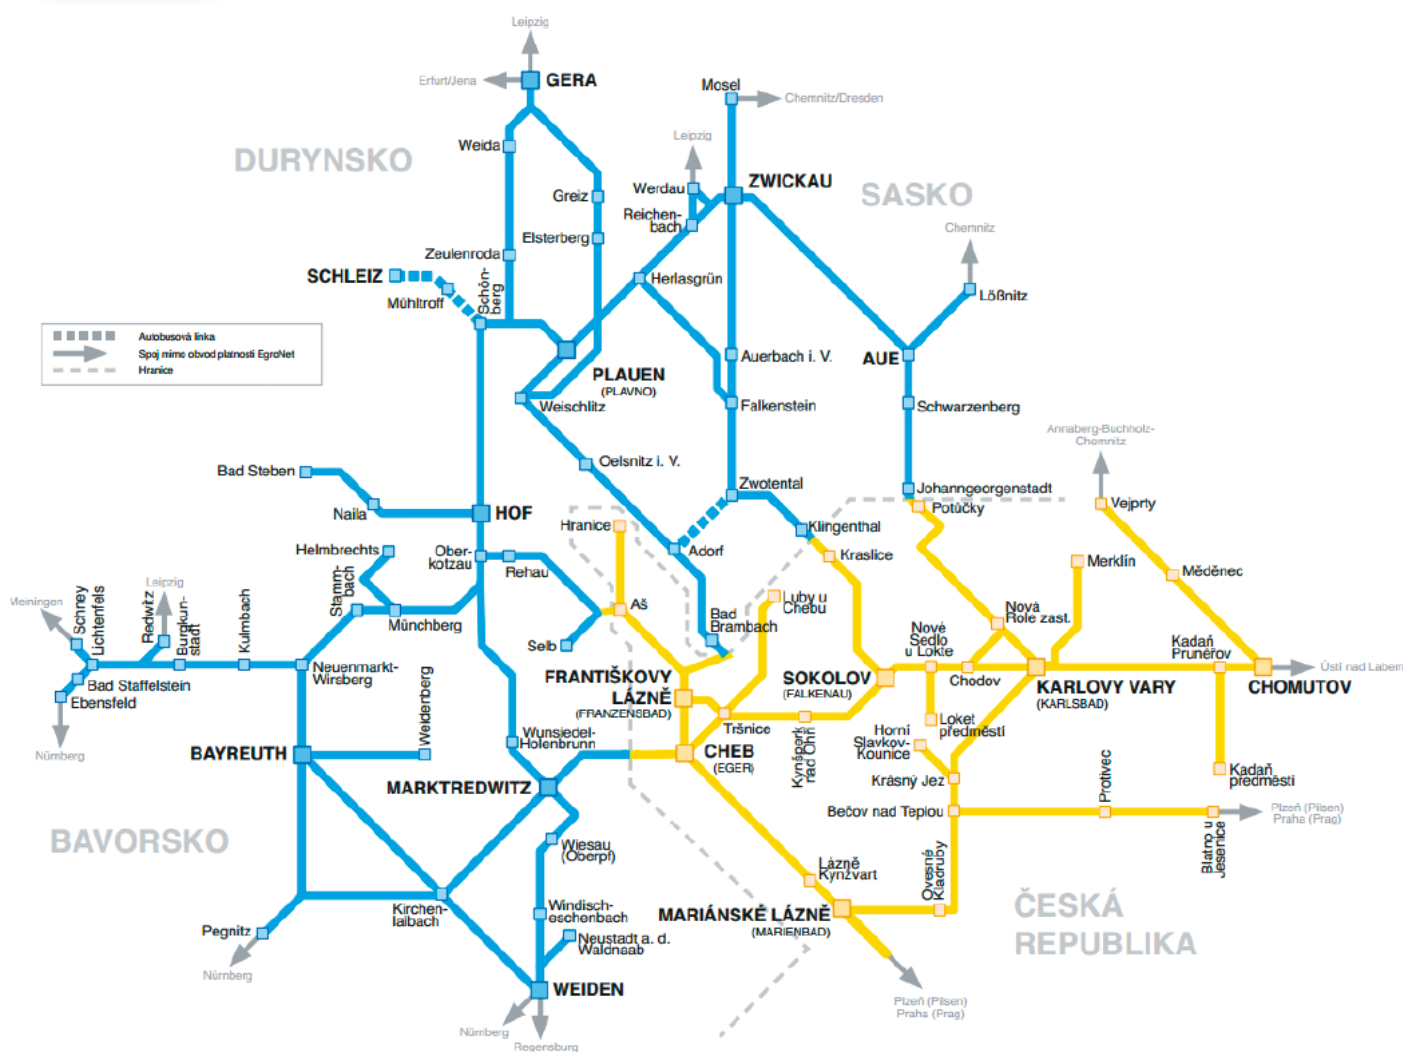 Leipzig
Erfurt/Jena
GERA
Mosel
Chemnitz/Dresden
DURYNSKO
Weida
Leipzig
Greiz
Werdau
ZWICKAU
SASKO
Reichen-
bach
Elsterberg
Chemnitz
Zeulenroda
SCHLEIZ
Mühltroff
Schön-
berg
Herlasgrün
Lößnitz
Autobusová linka
Spoj mimo obvod platnosti EgroNet
Hranice
Auerbach i. V.
AUE
PLAUEN
(PLAVNO)
Weischlitz
Falkenstein
Schwarzenberg
Annaberg-Buchholz-
Chemnitz
Bad Steben
Oelsnitz i. V.
Zwotental
Johanngeorgenstadt
Potůčky
Vejprty
Naila
HOF
Hranice
Klingenthal
Helmbrechts
Ober-
kotzau
Rehau
Adorf
Kraslice
Merklín
Měděnec
Meiningen
Schney
Lichtenfels
Leipzig
Redwitz
Burgkun-
stadt
Kulmbach
Stamm-
bach
Münchberg
Aš
Luby u
Chebu
Bad
Brambach
Nová
Role zast.
Selb
Nové
Sedlo
u Lokte
Kadaň
Prunéřov
Neuenmarkt-
Wirsberg
Bad Staffelstein
Ebensfeld
FRANTIŠKOVY
LÁZNĚ
(FRANZENSBAD)
SOKOLOV
(FALKENAU)
Chodov
KARLOVY VARY
(KARLSBAD)
CHOMUTOV
Ústí nad Labem
Nürnberg
BAYREUTH
Weidenberg
Wunsiedel-
Holenbrunn
Tršnice
Kynšperk
nad Ohří
Loket
předměstí
Horní
Slavkov-
Kounice
CHEB
(EGER)
Krásný Jez
Kadaň
předměstí
MARKTREDWITZ
Bečov nad Teplou
Protivec
Blatno u
Jesenice
Plzeň (Pilsen)
Praha (Prag)
BAVORSKO
Wiesau
(Oberpf)
Lázně
Kynžvart
Ovesné
Kladruby
Kirchen-
laibach
Windisch-
eschenbach
MARIÁNSKÉ LÁZNĚ
(MARIENBAD)
ČESKÁ
REPUBLIKA
Pegnitz
Neustadt a. d.
Waldnaab
Nürnberg
WEIDEN
Plzeň (Pilsen)
Praha (Prag)
Nürnberg
Regensburg